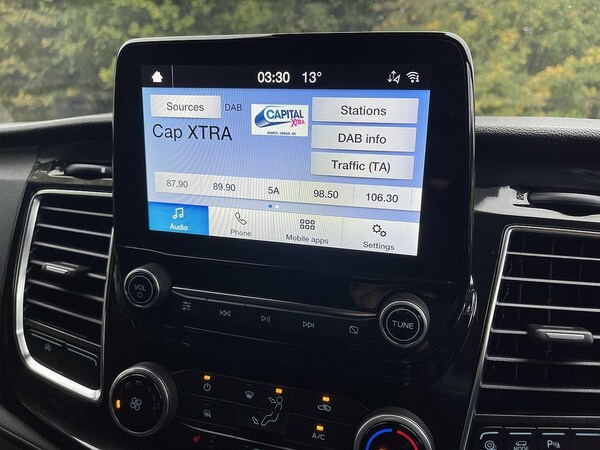 03:30 13°
Sources DAB
CAPITAL
XTRA
Stations
Cap XTRA
DAB info
Traffic (TA)
87.90 89.90 5A 98.50 106.30
Audio Phone Mobile apps Settings
VOL
TUNE
A/C
MODE